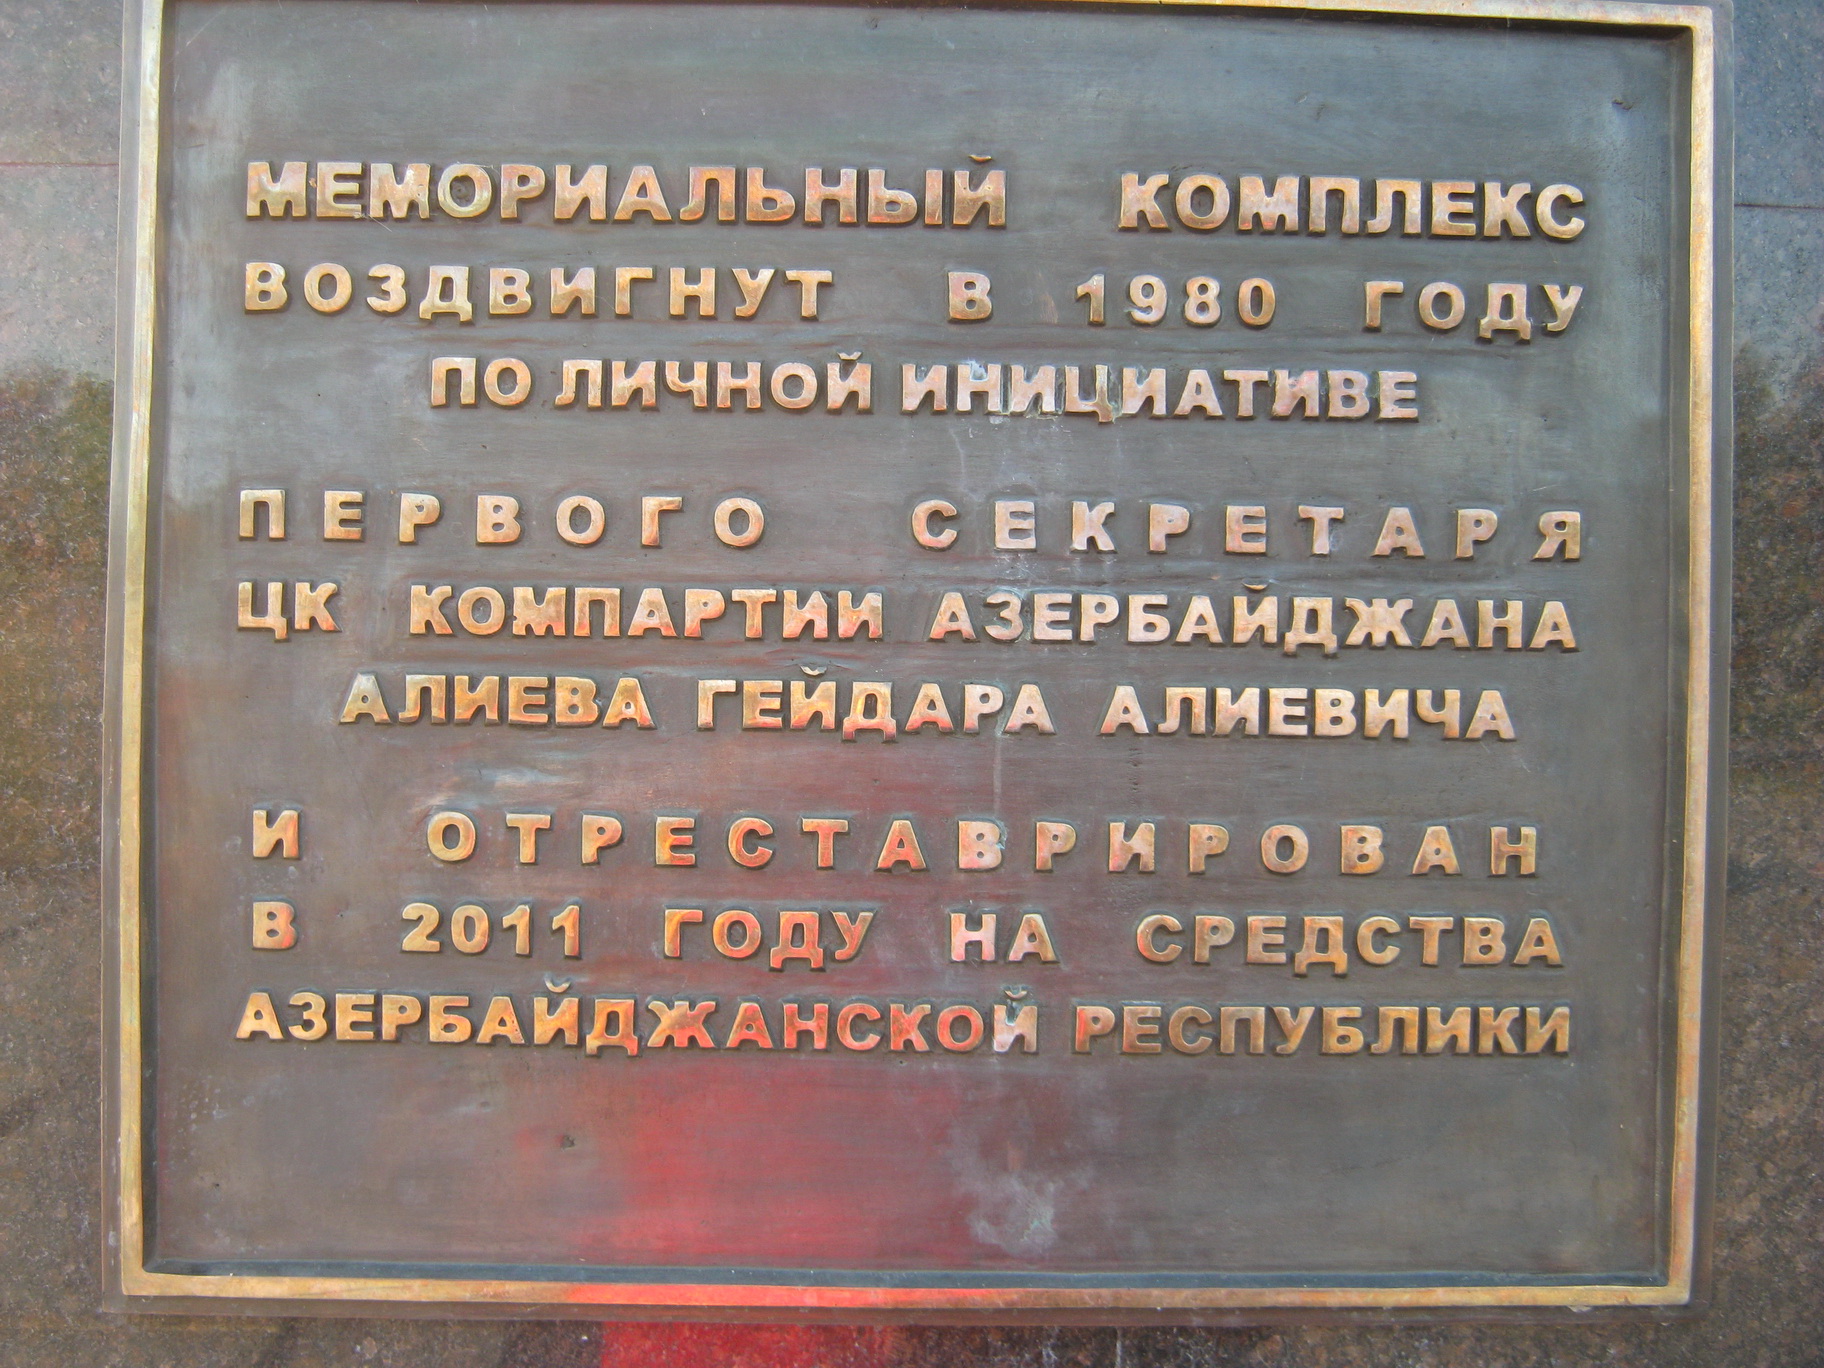 МЕМОРИАЛЬНЫЙ КОМПЛЕКС
ВОЗДВИГНУТ В 1980 ГОДУ
ПО ЛИЧНОЙ ИНИЦИАТИВЕ
ПЕРВОГО СЕКРЕТАРЯ
ЦК КОМПАРТИИ АЗЕРБАЙДЖАНА
АЛИЕВА ГЕЙДАРА АЛИЕВИЧА
И ОТРЕСТАВРИРОВАН
В 2011 ГОДУ НА СРЕДСТВА
АЗЕРБАЙДЖАНСКОЙ РЕСПУБЛИКИ